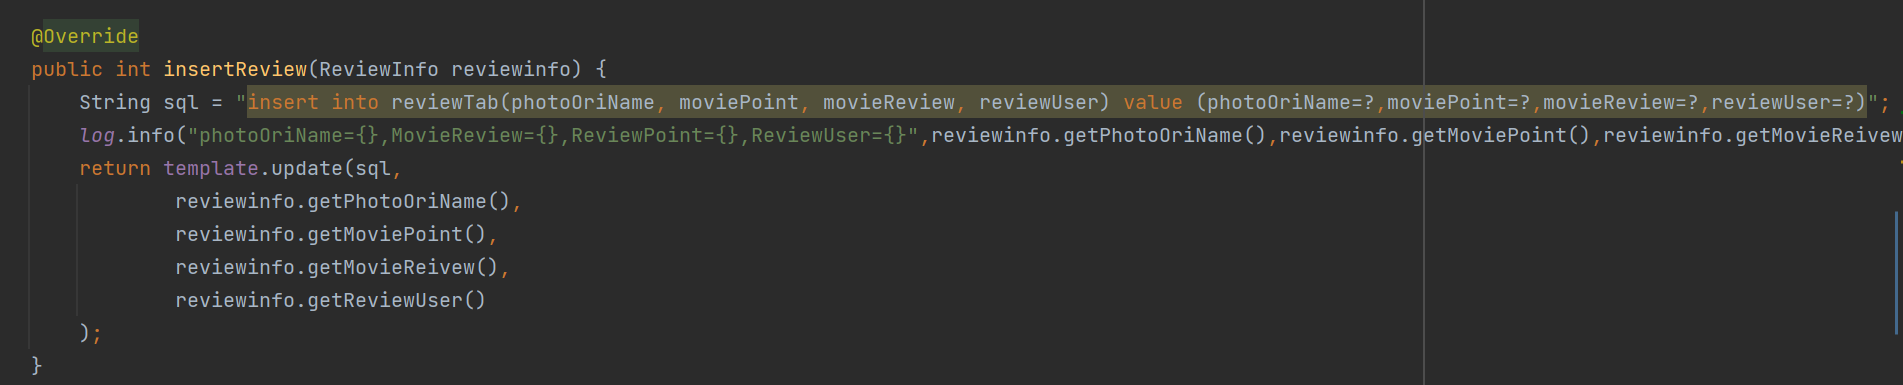 @Override
public int insertReview(ReviewInfo reviewinfo) {
String sql = "insert into reviewTab(photoOriName, moviePoint, movieReview, reviewUser) value (photoOriName=?,moviePoint=?,movieReview=?,reviewUser=?)";
log.info("photoOriName={},MovieReview={},ReviewPoint={},ReviewUser={}",reviewinfo.getPhotoOriName(),reviewinfo.getMoviePoint(),reviewinfo.getMovieReivew
return template.update(sql,
reviewinfo.getPhotoOriName(),
reviewinfo.getMoviePoint(),
reviewinfo.getMovieReivew(),
reviewinfo.getReviewUser()
);
}